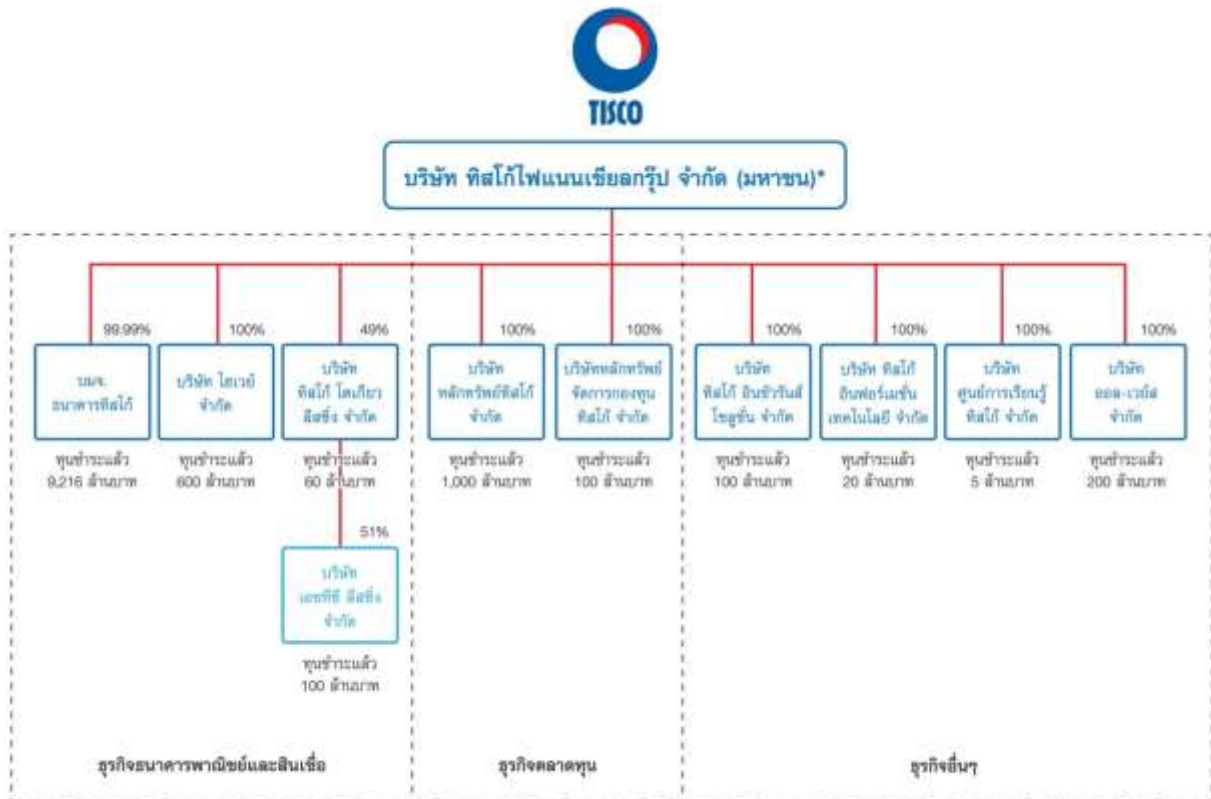 TISCO
บริษัท ทิสโก้ไฟแนนเชียลกรุ๊ป จำกัด (มหาชน)*
99.99%
บมจ.
ธนาคารทิสโก้
ทุนชำระแล้ว
9,216 ล้านบาท
100%
บริษัท ไฮเวย์
จำกัด
ทุนชำระแล้ว
600 ล้านบาท
49%
บริษัท
ทิสโก้ โตเกียว
ลีสซิ่ง จำกัด
ทุนชำระแล้ว
60 ล้านบาท
51%
บริษัท
เอชทีซี ลีสซิ่ง
จำกัด
ทุนชำระแล้ว
100 ล้านบาท
100%
บริษัท
หลักทรัพย์ทิสโก้
จำกัด
ทุนชำระแล้ว
1,000 ล้านบาท
100%
บริษัทหลักทรัพย์
จัดการกองทุน
ทิสโก้ จำกัด
ทุนชำระแล้ว
100 ล้านบาท
100%
บริษัท
ทิสโก้ อินชัวรันส์
โซลูชั่น จำกัด
ทุนชำระแล้ว
100 ล้านบาท
100%
บริษัท ทิสโก้
อินฟอร์เมชั่น
เทคโนโลยี จำกัด
ทุนชำระแล้ว
20 ล้านบาท
100%
บริษัท
ศูนย์การเรียนรู้
ทิสโก้ จำกัด
ทุนชำระแล้ว
5 ล้านบาท
100%
บริษัท
ออล-เวย์ส
จำกัด
ทุนชำระแล้ว
200 ล้านบาท
ธุรกิจธนาคารพาณิชย์และสินเชื่อ
ธุรกิจตลาดทุน
ธุรกิจอื่นๆ